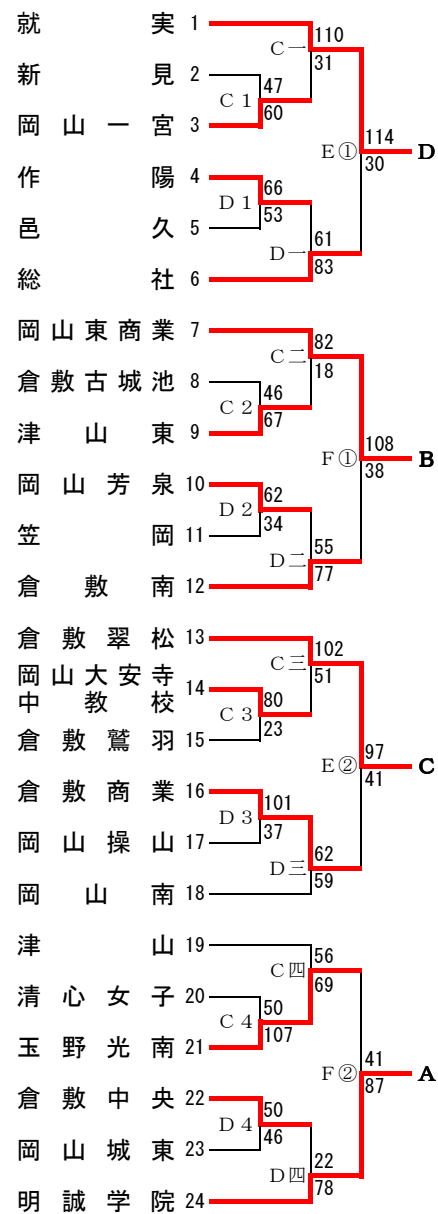 就実 1 110
C一 31
新見 2 47
C1 60
岡山一宮 3
E① 114 D
30
作陽 4 66
D1 53
邑久 5 61
D一 83
総社 6
岡山東商業 7 82
C二 18
倉敷古城池 8 46
C2 67
津山東 9
F① 108 B
38
岡山芳泉 10 62
D2 34
笠岡 11 55
D二 77
倉敷南 12
倉敷翠松 13 102
C三 51
岡山大安寺
中教校 14 80
C3 23
倉敷鷲羽 15
E② 97 C
41
倉敷商業 16 101
D3 37
岡山操山 17 62
D三 59
岡山南 18
津山 19 56
C四 69
清心女子 20 50
C4 107
玉野光南 21
F② 41 A
87
倉敷中央 22 50
D4 46
岡山城東 23 22
D四 78
明誠学院 24